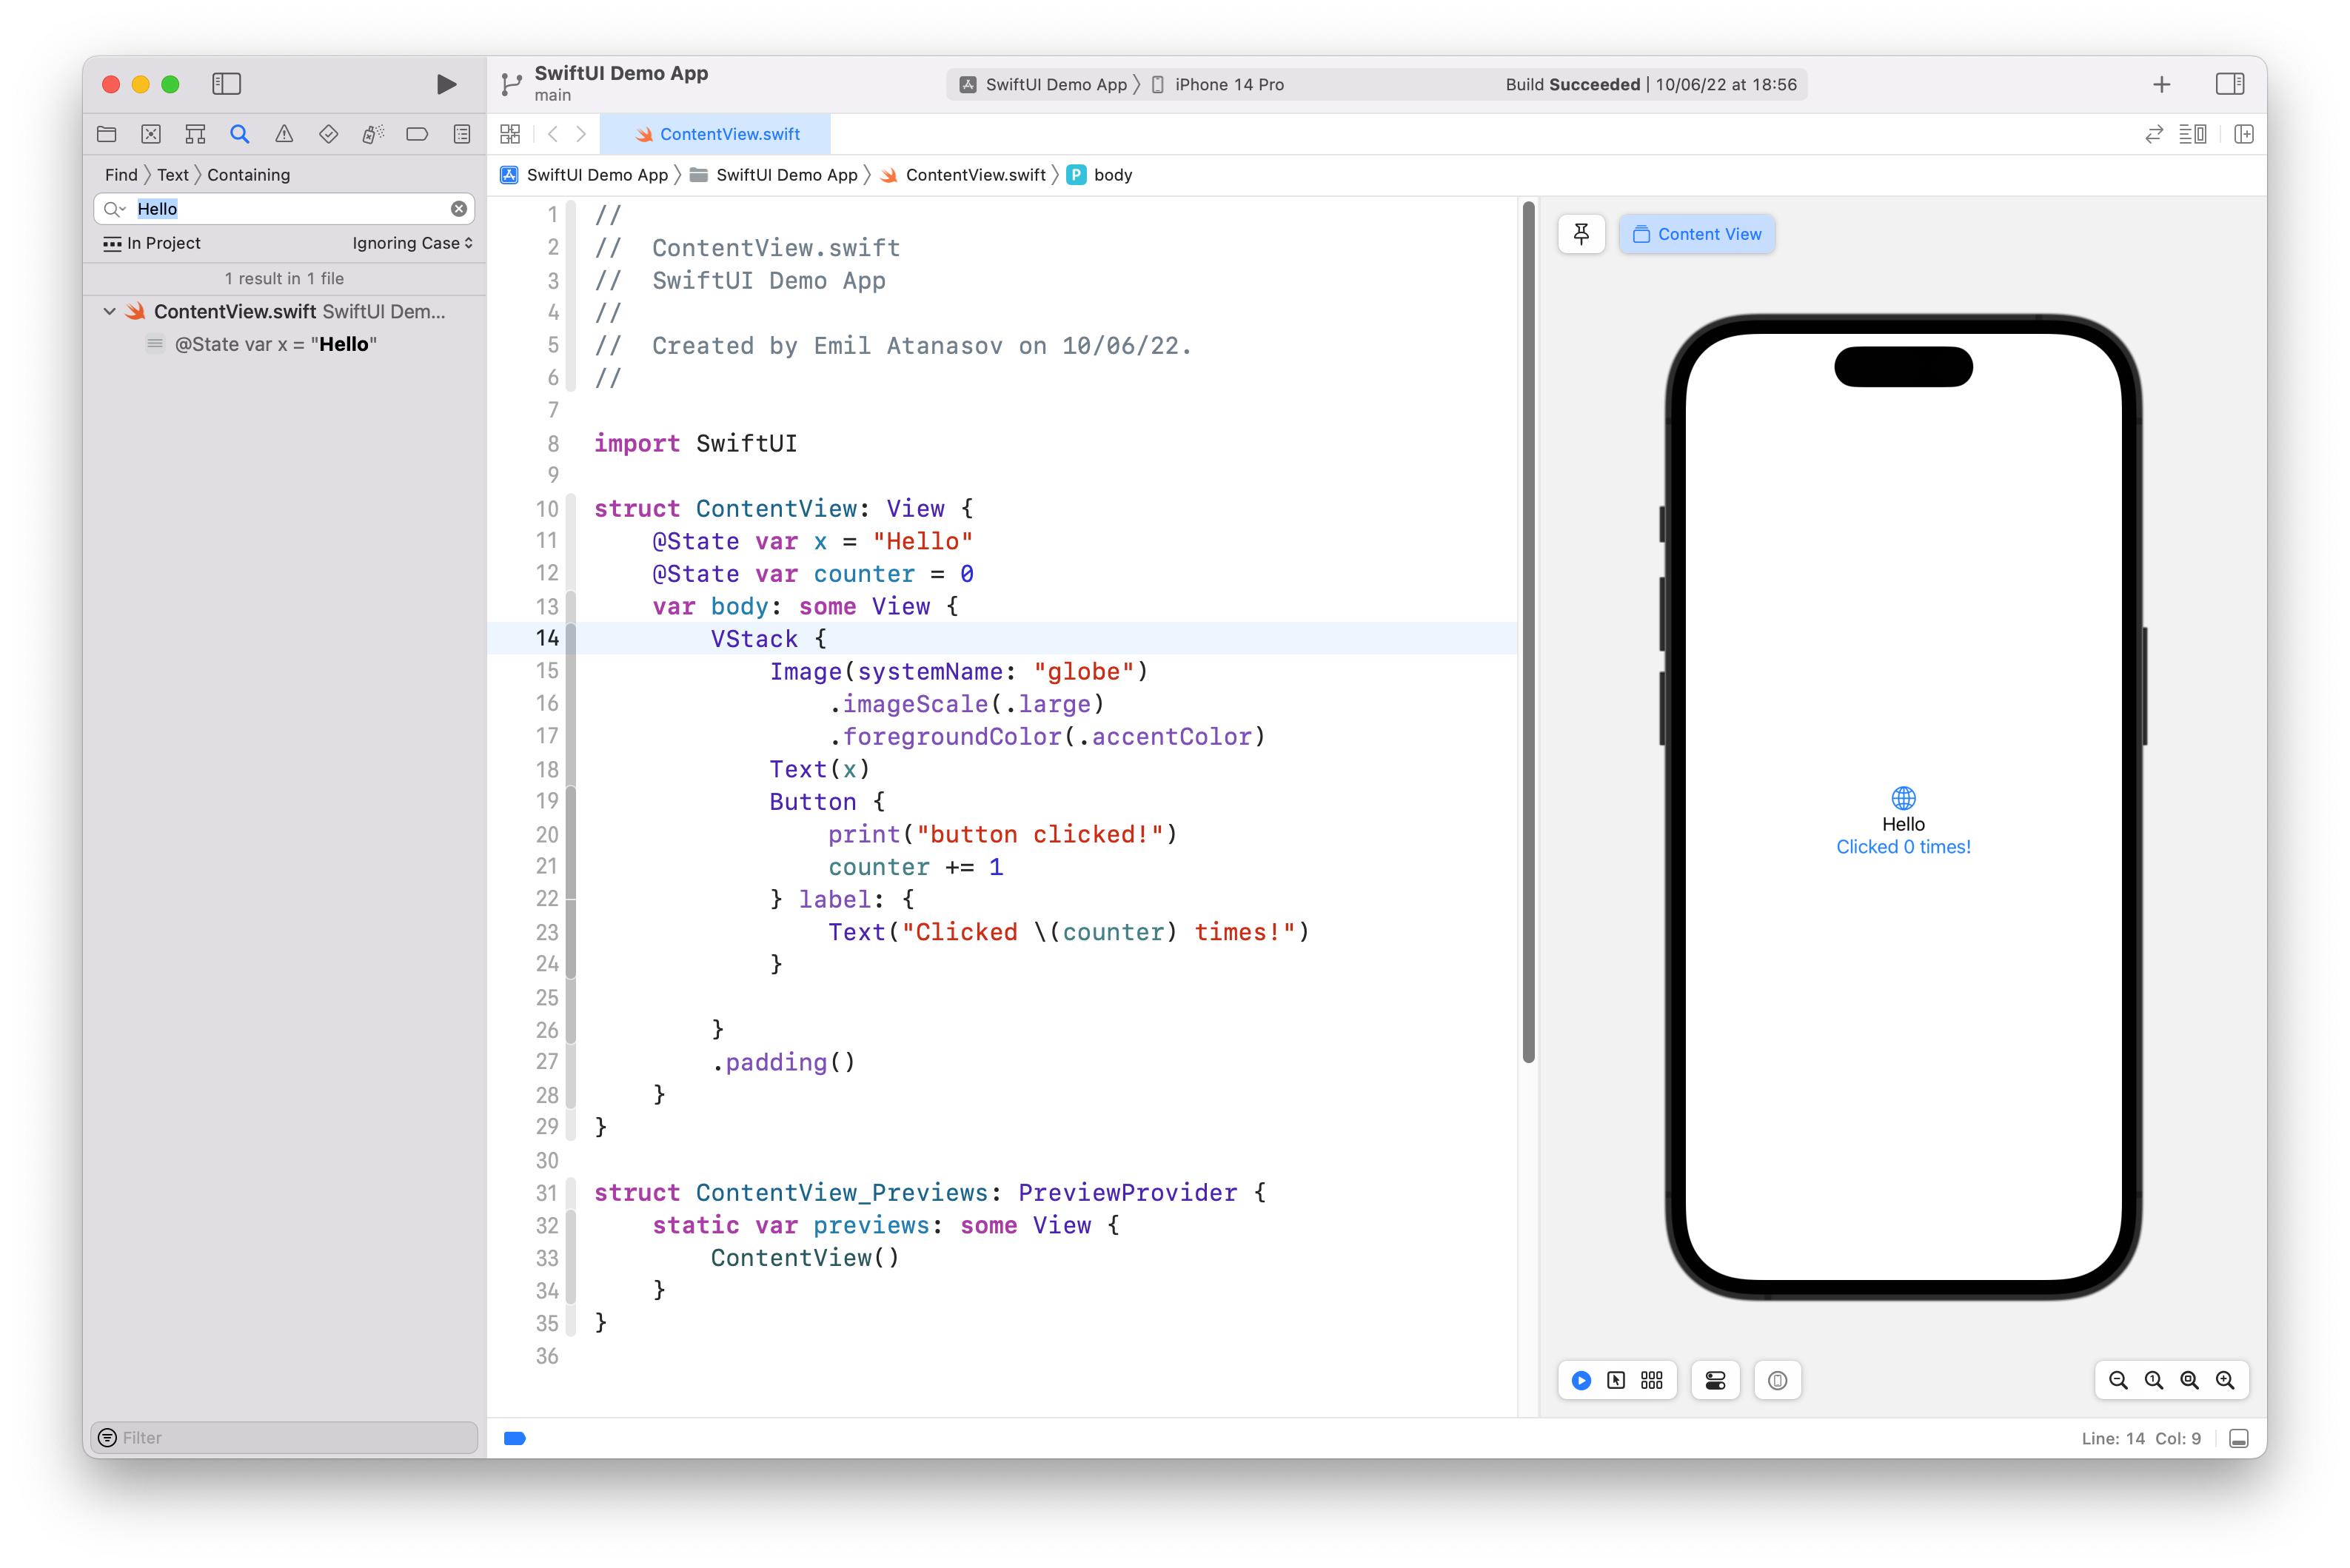 SwiftUI Demo App
main
SwiftUI Demo App iPhone 14 Pro
Build Succeeded | 10/06/22 at 18:56
ContentView.swift
Find Text Containing
Hello
In Project
Ignoring Case
1 result in 1 file
ContentView.swift SwiftUI Dem...
@State var x = "Hello"
Filter
SwiftUI Demo App SwiftUI Demo App ContentView.swift P body
1 //
2 //  ContentView.swift
3 //  SwiftUI Demo App
4 //
5 //  Created by Emil Atanasov on 10/06/22.
6 //
7
8 import SwiftUI
9
10 struct ContentView: View {
11     @State var x = "Hello"
12     @State var counter = 0
13     var body: some View {
14         VStack {
15             Image(systemName: "globe")
16                 .imageScale(.large)
17                 .foregroundColor(.accentColor)
18             Text(x)
19             Button {
20                 print("button clicked!")
21                 counter += 1
22             } label: {
23                 Text("Clicked \(counter) times!")
24             }
25
26         }
27         .padding()
28     }
29 }
30
31 struct ContentView_Previews: PreviewProvider {
32     static var previews: some View {
33         ContentView()
34     }
35 }
36
Content View
Hello
Clicked 0 times!
Line: 14 Col: 9